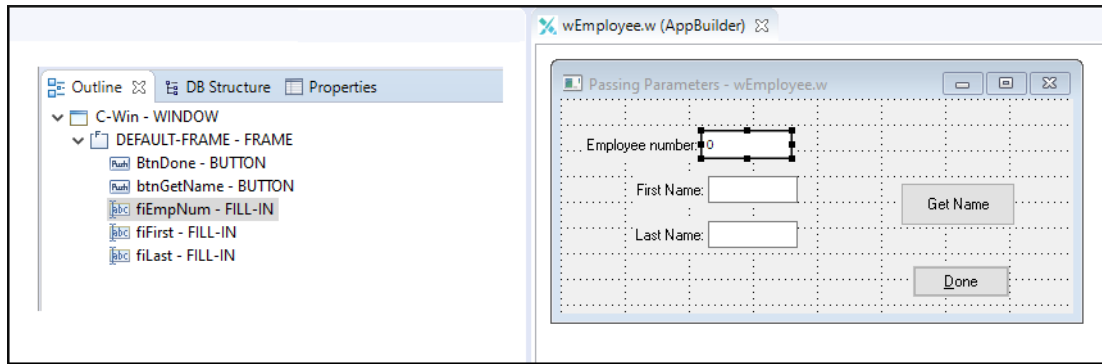 wEmployee.w (AppBuilder)
Outline DB Structure Properties
C-Win - WINDOW
DEFAULT-FRAME - FRAME
BtnDone - BUTTON
btnGetName - BUTTON
fiEmpNum - FILL-IN
fiFirst - FILL-IN
fiLast - FILL-IN
Passing Parameters - wEmployee.w
Employee number: 0
First Name:
Get Name
Last Name:
Done